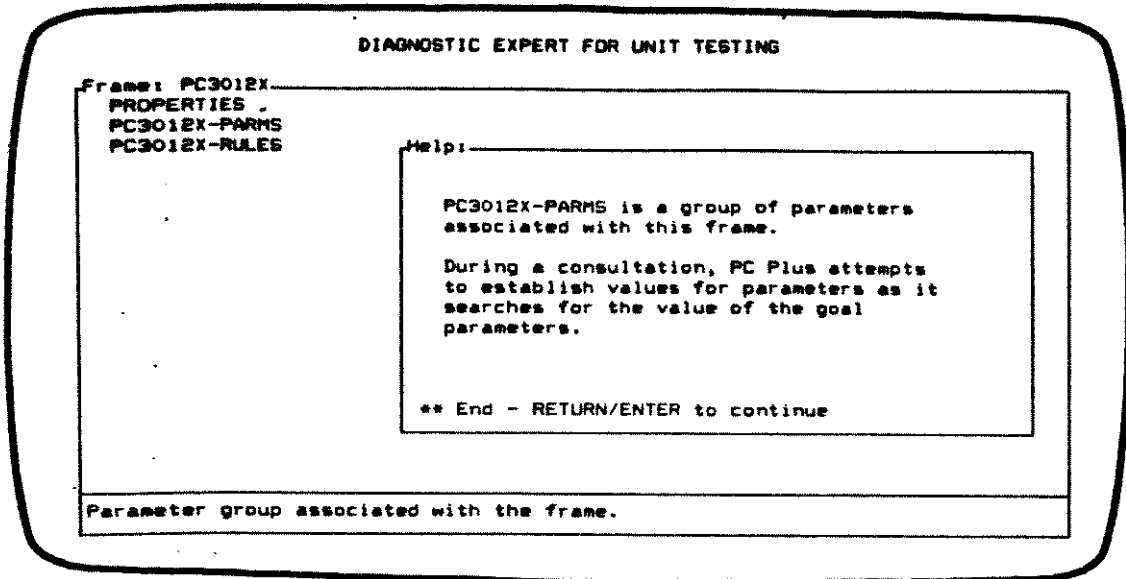 DIAGNOSTIC EXPERT FOR UNIT TESTING
Frame: PC3012X
PROPERTIES
PC3012X-PARMS
PC3012X-RULES
Help:
PC3012X-PARMS is a group of parameters
associated with this frame.
During a consultation, PC Plus attempts
to establish values for parameters as it
searches for the value of the goal
parameters.
** End - RETURN/ENTER to continue
Parameter group associated with the frame.